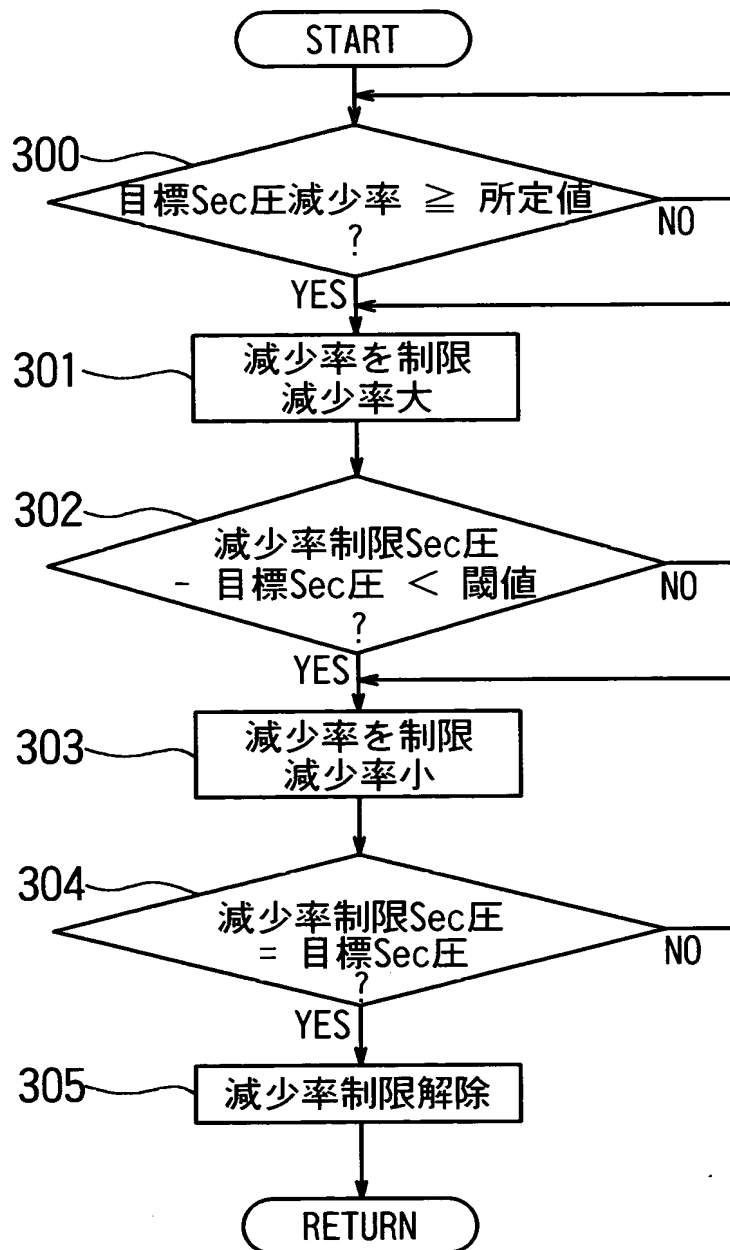 START
300
目標Sec圧減少率 ≧ 所定値
?
NO
YES
301
減少率を制限
減少率大
302
減少率制限Sec圧
- 目標Sec圧 < 閾値
?
NO
YES
303
減少率を制限
減少率小
304
減少率制限Sec圧
= 目標Sec圧
?
NO
YES
305
減少率制限解除
RETURN